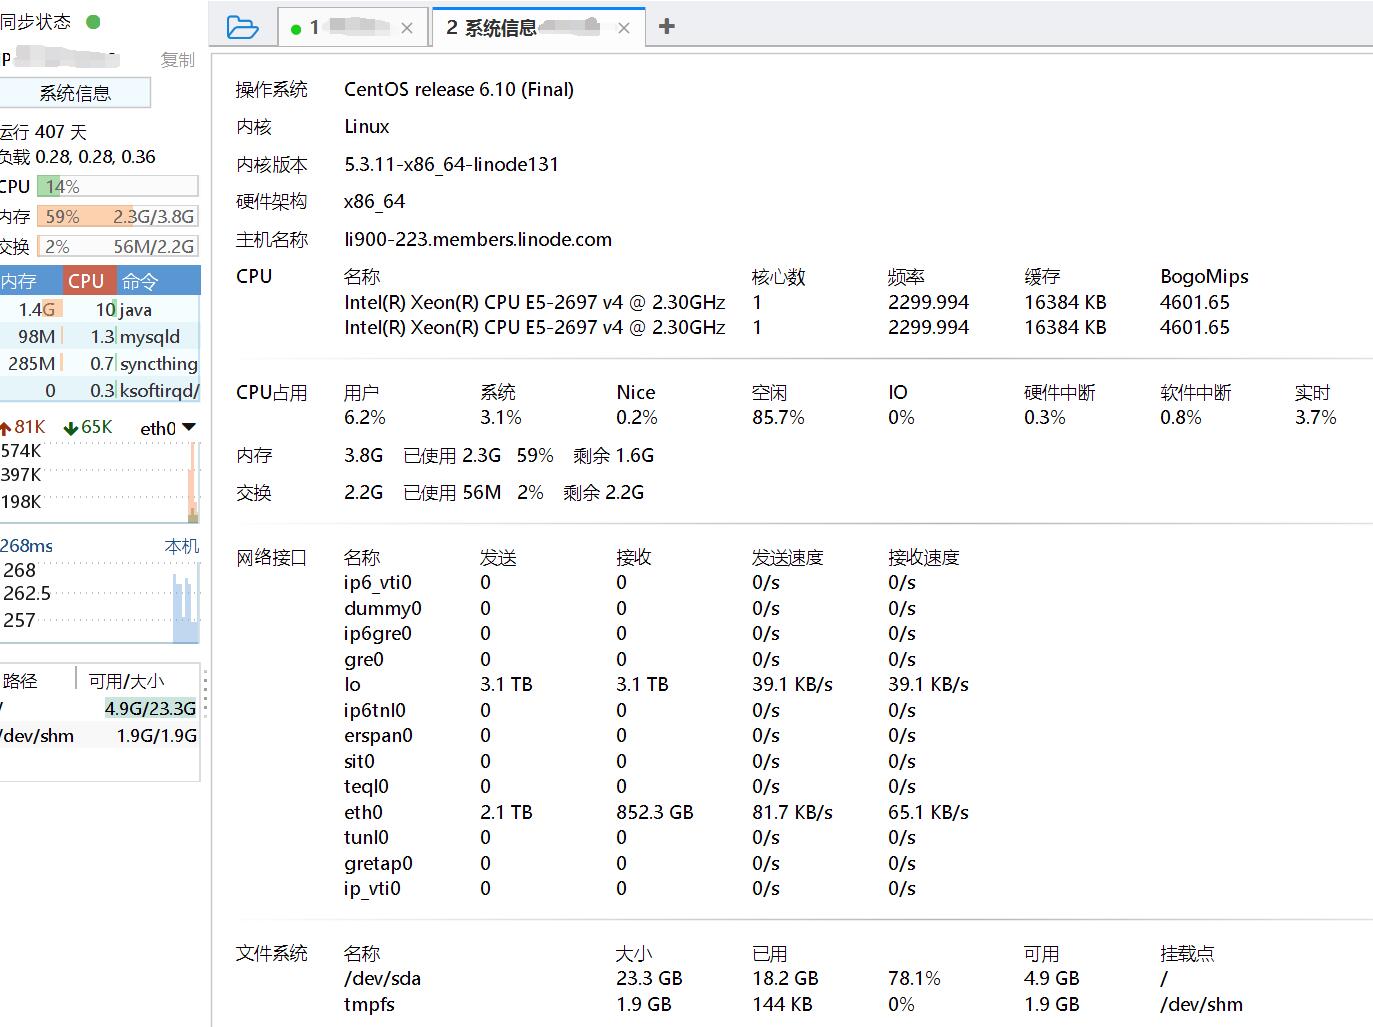 同步状态
复制
系统信息
运行 407 天
负载 0.28, 0.28, 0.36
CPU 14%
内存 59% 2.3G/3.8G
交换 2% 56M/2.2G
内存 CPU 命令
1.4G 10 java
98M 1.3 mysqld
285M 0.7 syncthing
0 0.3 ksoftirqd/
81K 65K eth0
574K
397K
198K
268ms 本机
268
262.5
257
路径 可用/大小
/ 4.9G/23.3G
/dev/shm 1.9G/1.9G
1
2 系统信息
操作系统 CentOS release 6.10 (Final)
内核 Linux
内核版本 5.3.11-x86_64-linode131
硬件架构 x86_64
主机名称 li900-223.members.linode.com
CPU 名称 核心数 频率 缓存 BogoMips
Intel(R) Xeon(R) CPU E5-2697 v4 @ 2.30GHz 1 2299.994 16384 KB 4601.65
Intel(R) Xeon(R) CPU E5-2697 v4 @ 2.30GHz 1 2299.994 16384 KB 4601.65
CPU占用 用户 系统 Nice 空闲 IO 硬件中断 软件中断 实时
6.2% 3.1% 0.2% 85.7% 0% 0.3% 0.8% 3.7%
内存 3.8G 已使用 2.3G 59% 剩余 1.6G
交换 2.2G 已使用 56M 2% 剩余 2.2G
网络接口 名称 发送 接收 发送速度 接收速度
ip6_vti0 0 0 0/s 0/s
dummy0 0 0 0/s 0/s
ip6gre0 0 0 0/s 0/s
gre0 0 0 0/s 0/s
lo 3.1 TB 3.1 TB 39.1 KB/s 39.1 KB/s
ip6tnl0 0 0 0/s 0/s
erspan0 0 0 0/s 0/s
sit0 0 0 0/s 0/s
teql0 0 0 0/s 0/s
eth0 2.1 TB 852.3 GB 81.7 KB/s 65.1 KB/s
tunl0 0 0 0/s 0/s
gretap0 0 0 0/s 0/s
ip_vti0 0 0 0/s 0/s
文件系统 名称 大小 已用 可用 挂载点
/dev/sda 23.3 GB 18.2 GB 78.1% 4.9 GB /
tmpfs 1.9 GB 144 KB 0% 1.9 GB /dev/shm